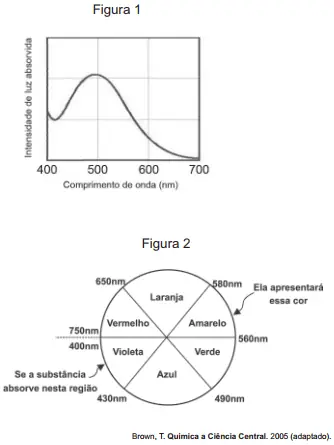 Figura 1
Intensidade de luz absorvida
400 500 600 700
Comprimento de onda (nm)
Figura 2
650nm
580nm
Laranja
Ela apresentará
essa cor
Vermelho
Amarelo
750nm
560nm
400nm
Violeta
Verde
Se a substância
absorve nesta região
Azul
430nm
490nm
Brown, T. Química a Ciência Central. 2005 (adaptado).